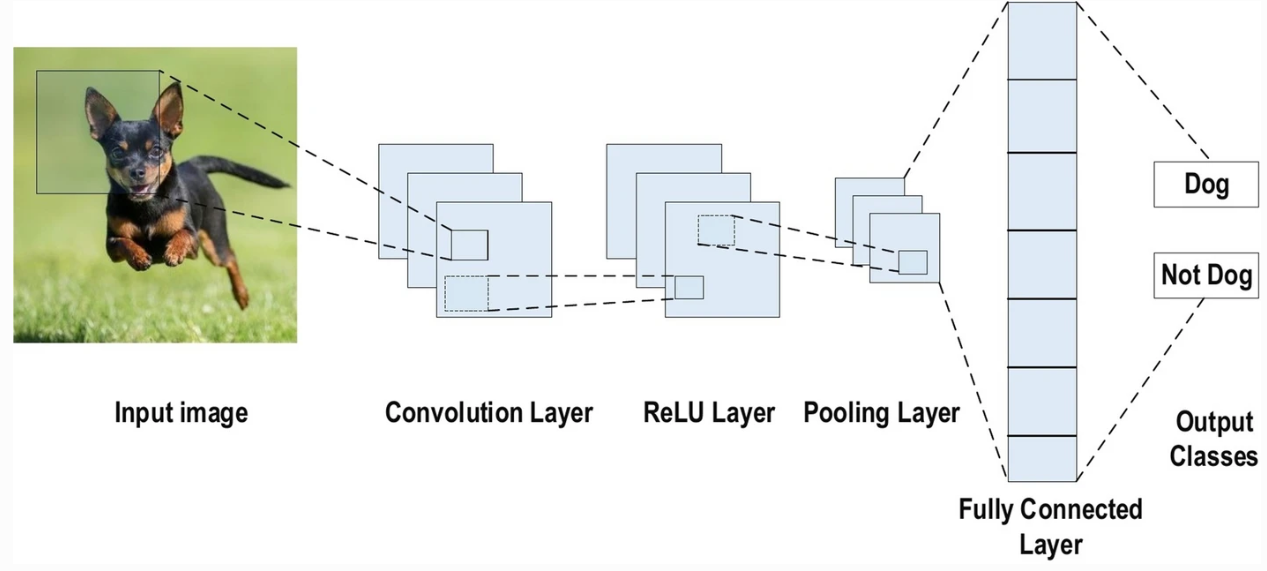 Dog
Not Dog
Input image
Convolution Layer
ReLU Layer
Pooling Layer
Output
Classes
Fully Connected
Layer